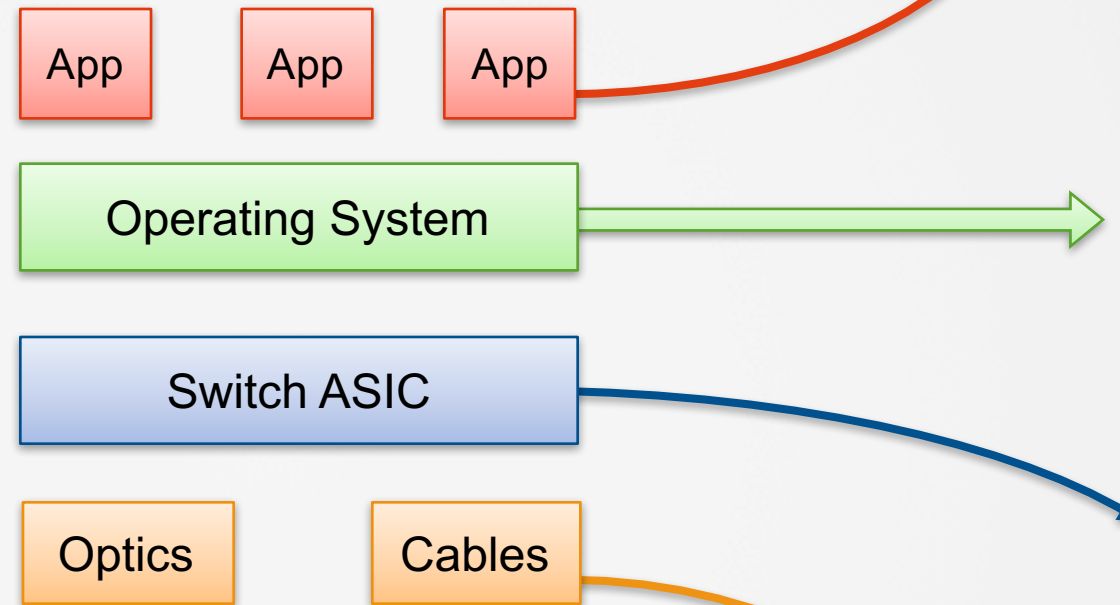 App App App
Operating System
Switch ASIC
Optics Cables